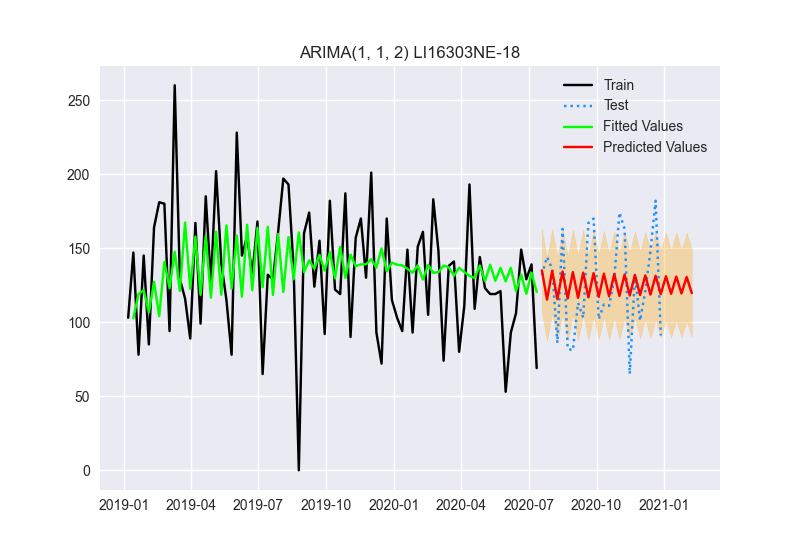 ARIMA(1, 1, 2) LI16303NE-18
Train
Test
Fitted Values
Predicted Values
250
200
150
100
50
0
2019-01 2019-04 2019-07 2019-10 2020-01 2020-04 2020-07 2020-10 2021-01